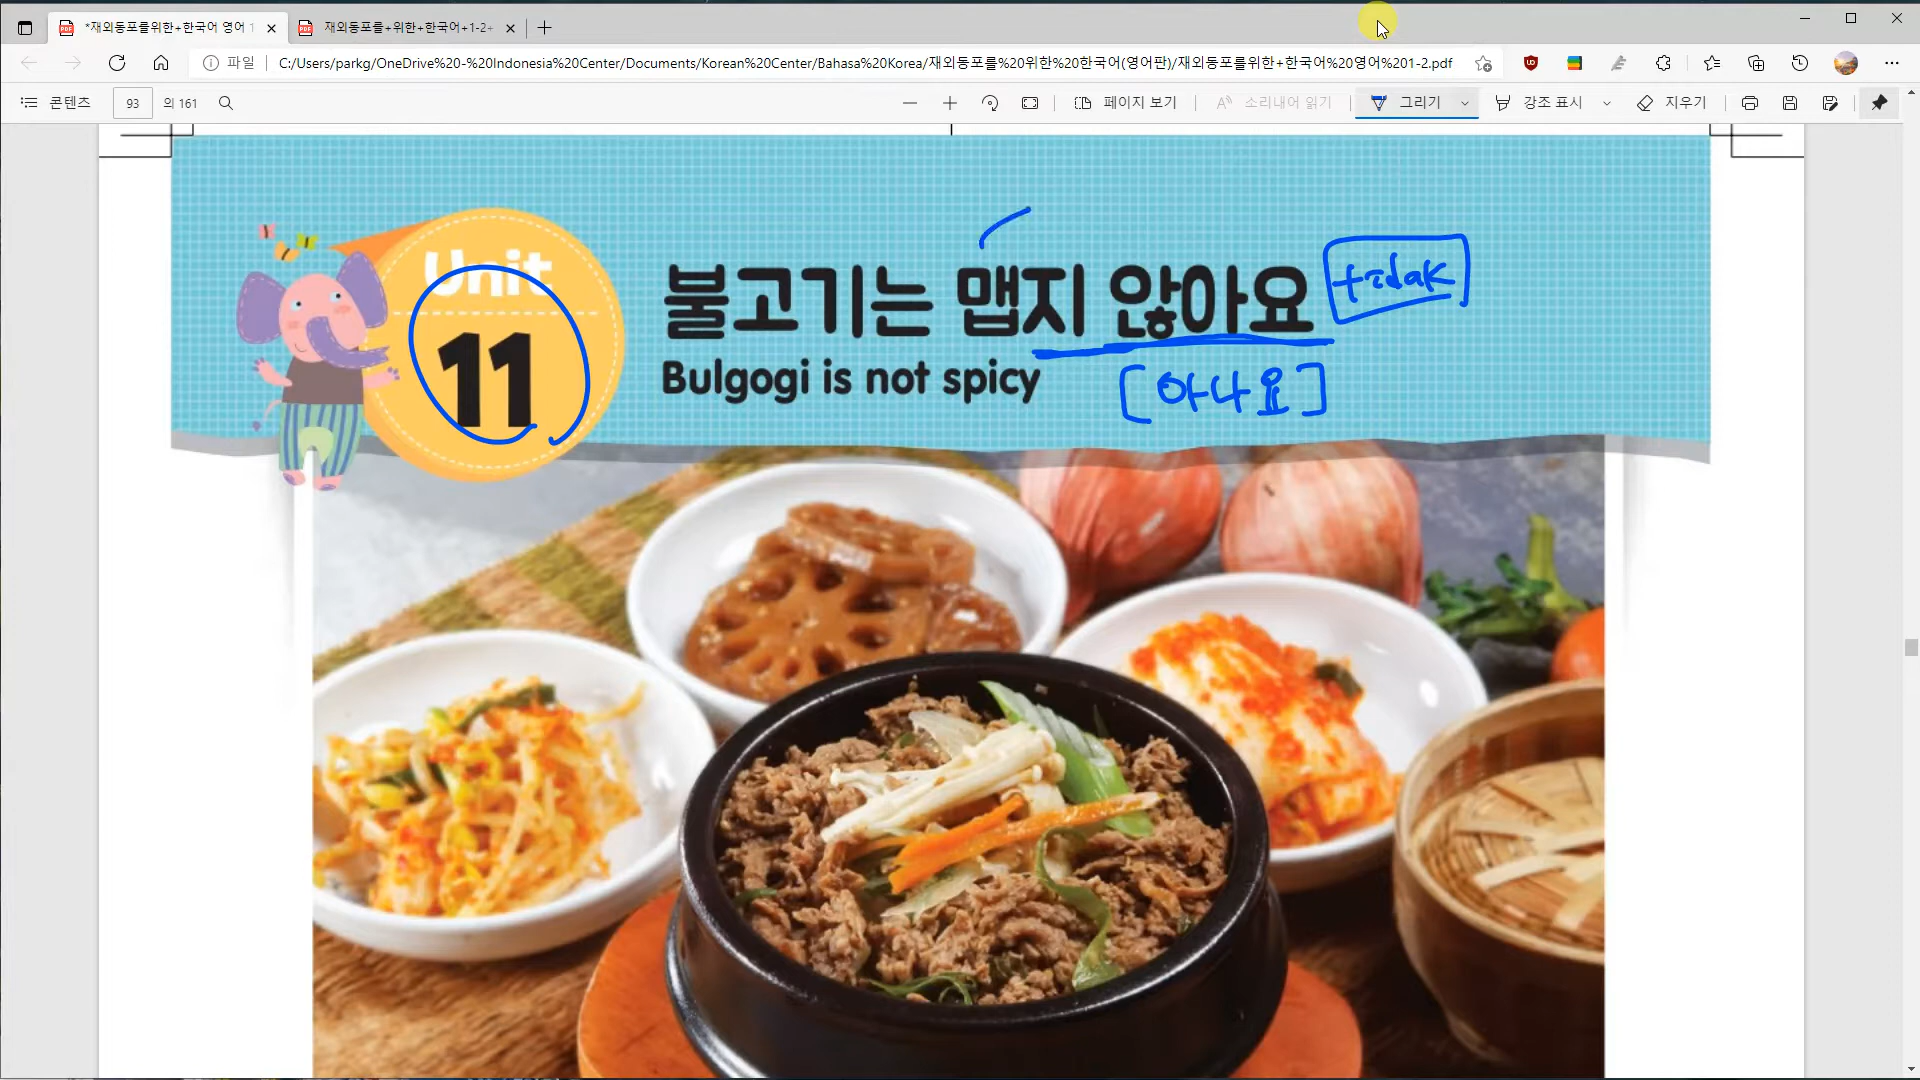 *재외동포를위한+한국어 영어 1
재외동포를+위한+한국어+1-2+
파일
C:/Users/parkg/OneDrive%20-%20Indonesia%20Center/Documents/Korean%20Center/Bahasa%20Korea/재외동포를%20위한%20한국어(영어판)/재외동포를위한+한국어%20영어%201-2.pdf
콘텐츠
93
의 161
페이지 보기
소리내어 읽기
그리기
강조 표시
지우기
Unit
11
불고기는 맵지 않아요
tidak
Bulgogi is not spicy
[아나요]